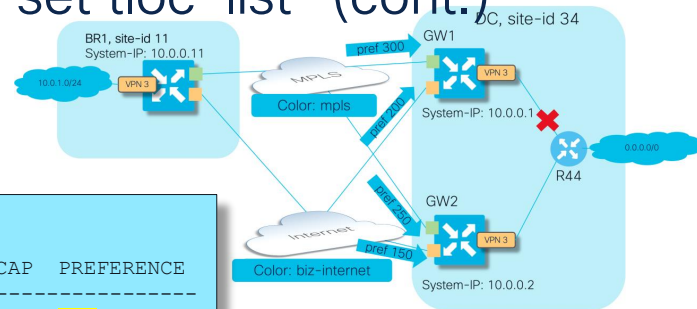 set tloc-list" (cont.)
DC, site-id 34
BR1, site-id 11
System-IP: 10.0.0.11
GW1
pref 300
10.0.1.0/24
VPN 3
MPLS
VPN 3
Color: mpls
pref 200
System-IP: 10.0.0.1
0.0.0.0/0
R44
GW2
pref 250
CAP PREFERENCE
Internet
VPN 3
pref 150
Color: biz-internet
System-IP: 10.0.0.2